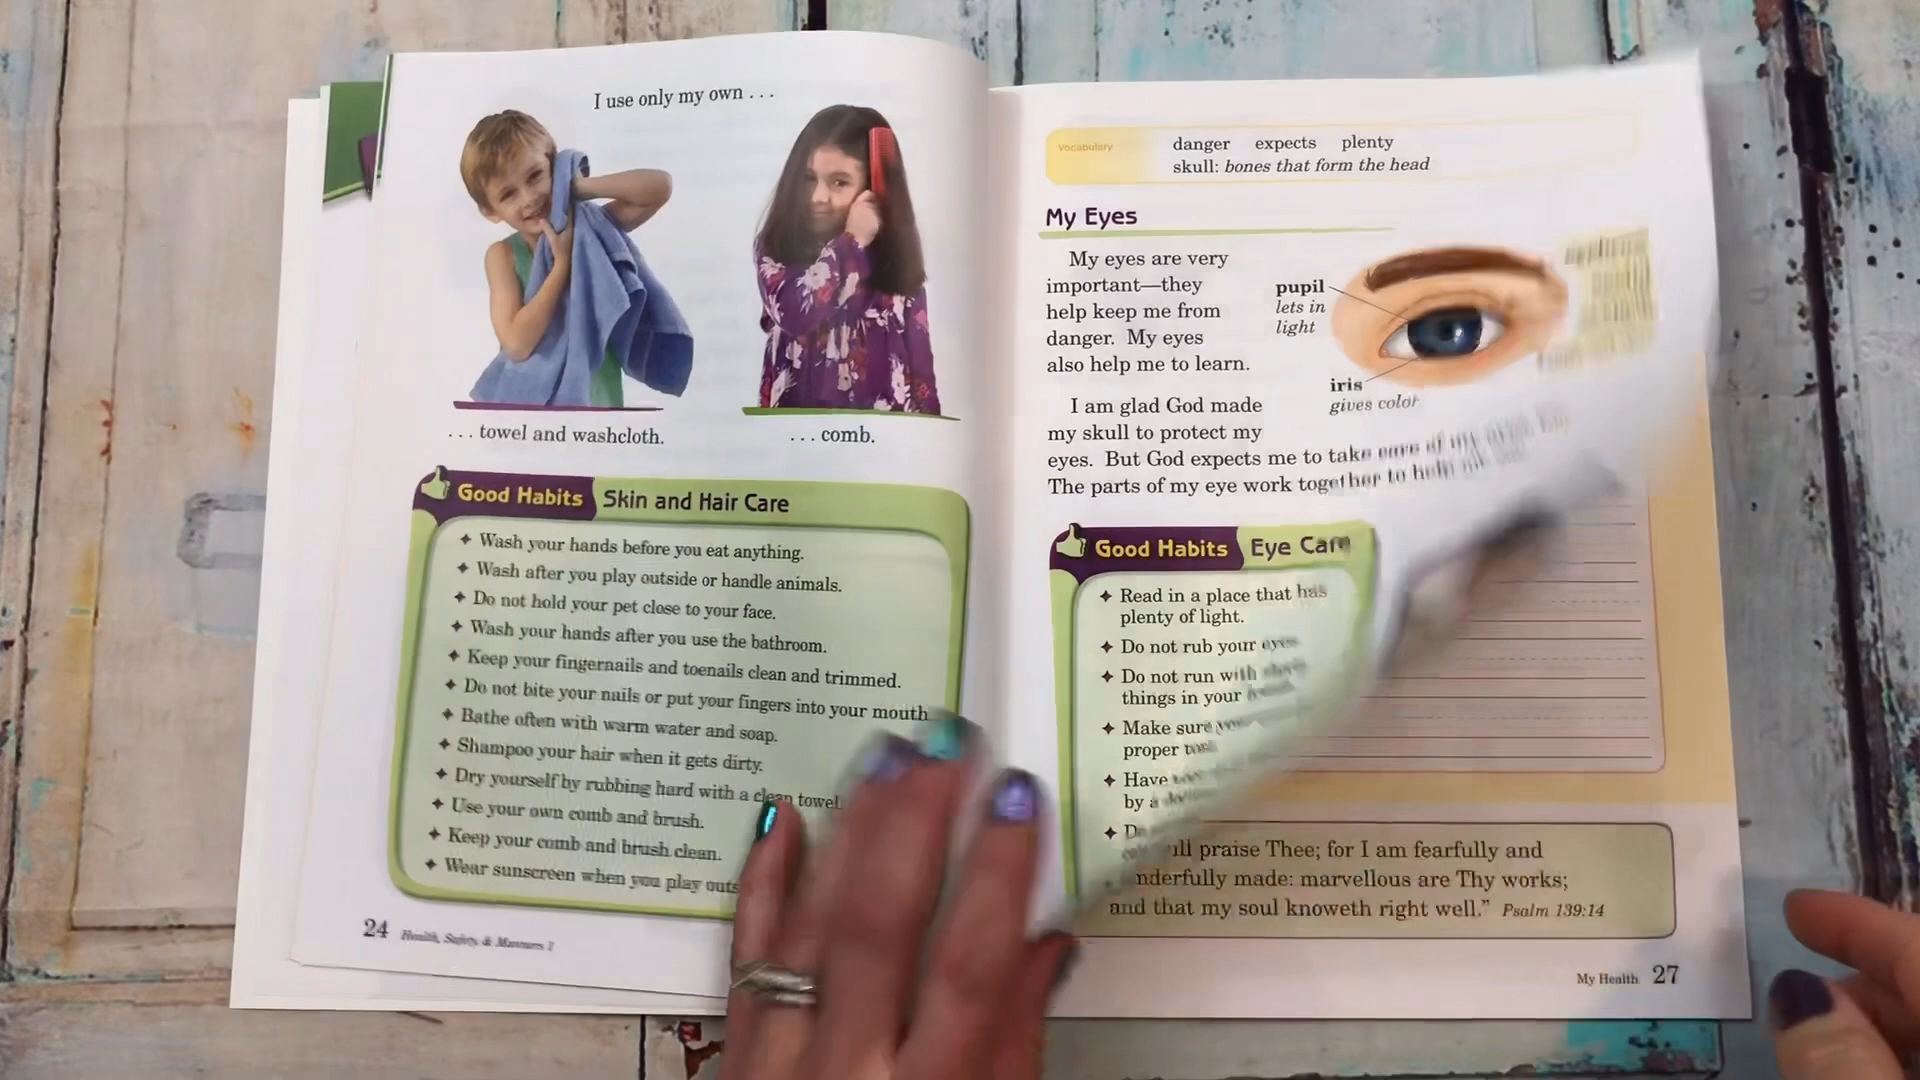 I use only my own . . .
. . . towel and washcloth.
. . . comb.
Good Habits Skin and Hair Care
✦ Wash your hands before you eat anything.
✦ Wash after you play outside or handle animals.
✦ Do not hold your pet close to your face.
✦ Wash your hands after you use the bathroom.
✦ Keep your fingernails and toenails clean and trimmed.
✦ Do not bite your nails or put your fingers into your mouth
✦ Bathe often with warm water and soap.
✦ Shampoo your hair when it gets dirty.
✦ Dry yourself by rubbing hard with a clean towel
✦ Use your own comb and brush.
✦ Keep your comb and brush clean.
✦ Wear sunscreen when you play
24 Health, Safety & Manners
Vocabulary
danger expects plenty
skull: bones that form the head
My Eyes
My eyes are very
important—they
help keep me from
danger. My eyes
also help me to learn.
pupil
lets in
light
iris
gives color
I am glad God made
my skull to protect my
eyes. But God expects me to take care of my
The parts of my eye work together to help
Good Habits Eye Care
✦ Read in a place that has
plenty of light.
✦ Do not rub your eyes
✦ Do not run with
things in your
✦ Make sure
proper
✦ Have
by a
✦
praise Thee; for I am fearfully and
made: marvellous are Thy works;
and that my soul knoweth right well." Psalm 139:14
My Health 27